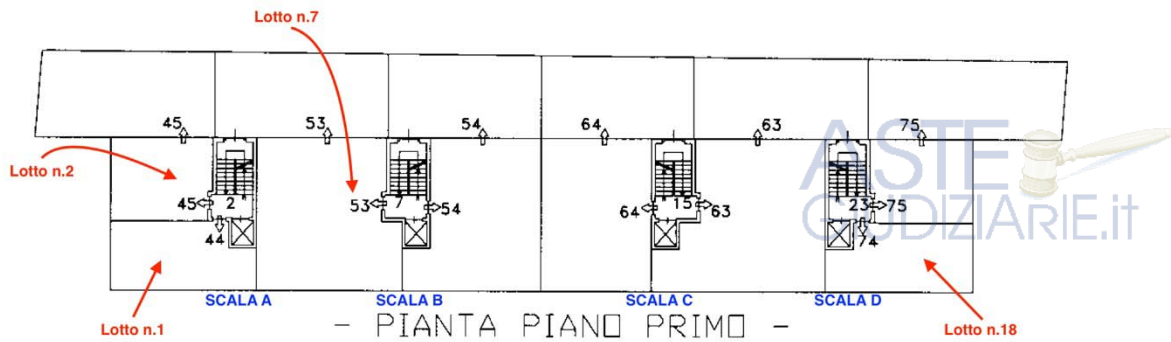 Lotto n.7
45 53 54 64 63 75
Lotto n.2
ASTE
GIUDIZIARIE.it
45 2 53 7 54 64 15 63 23 75
44 74
SCALA A SCALA B SCALA C SCALA D
Lotto n.1 - PIANTA PIANO PRIMO - Lotto n.18